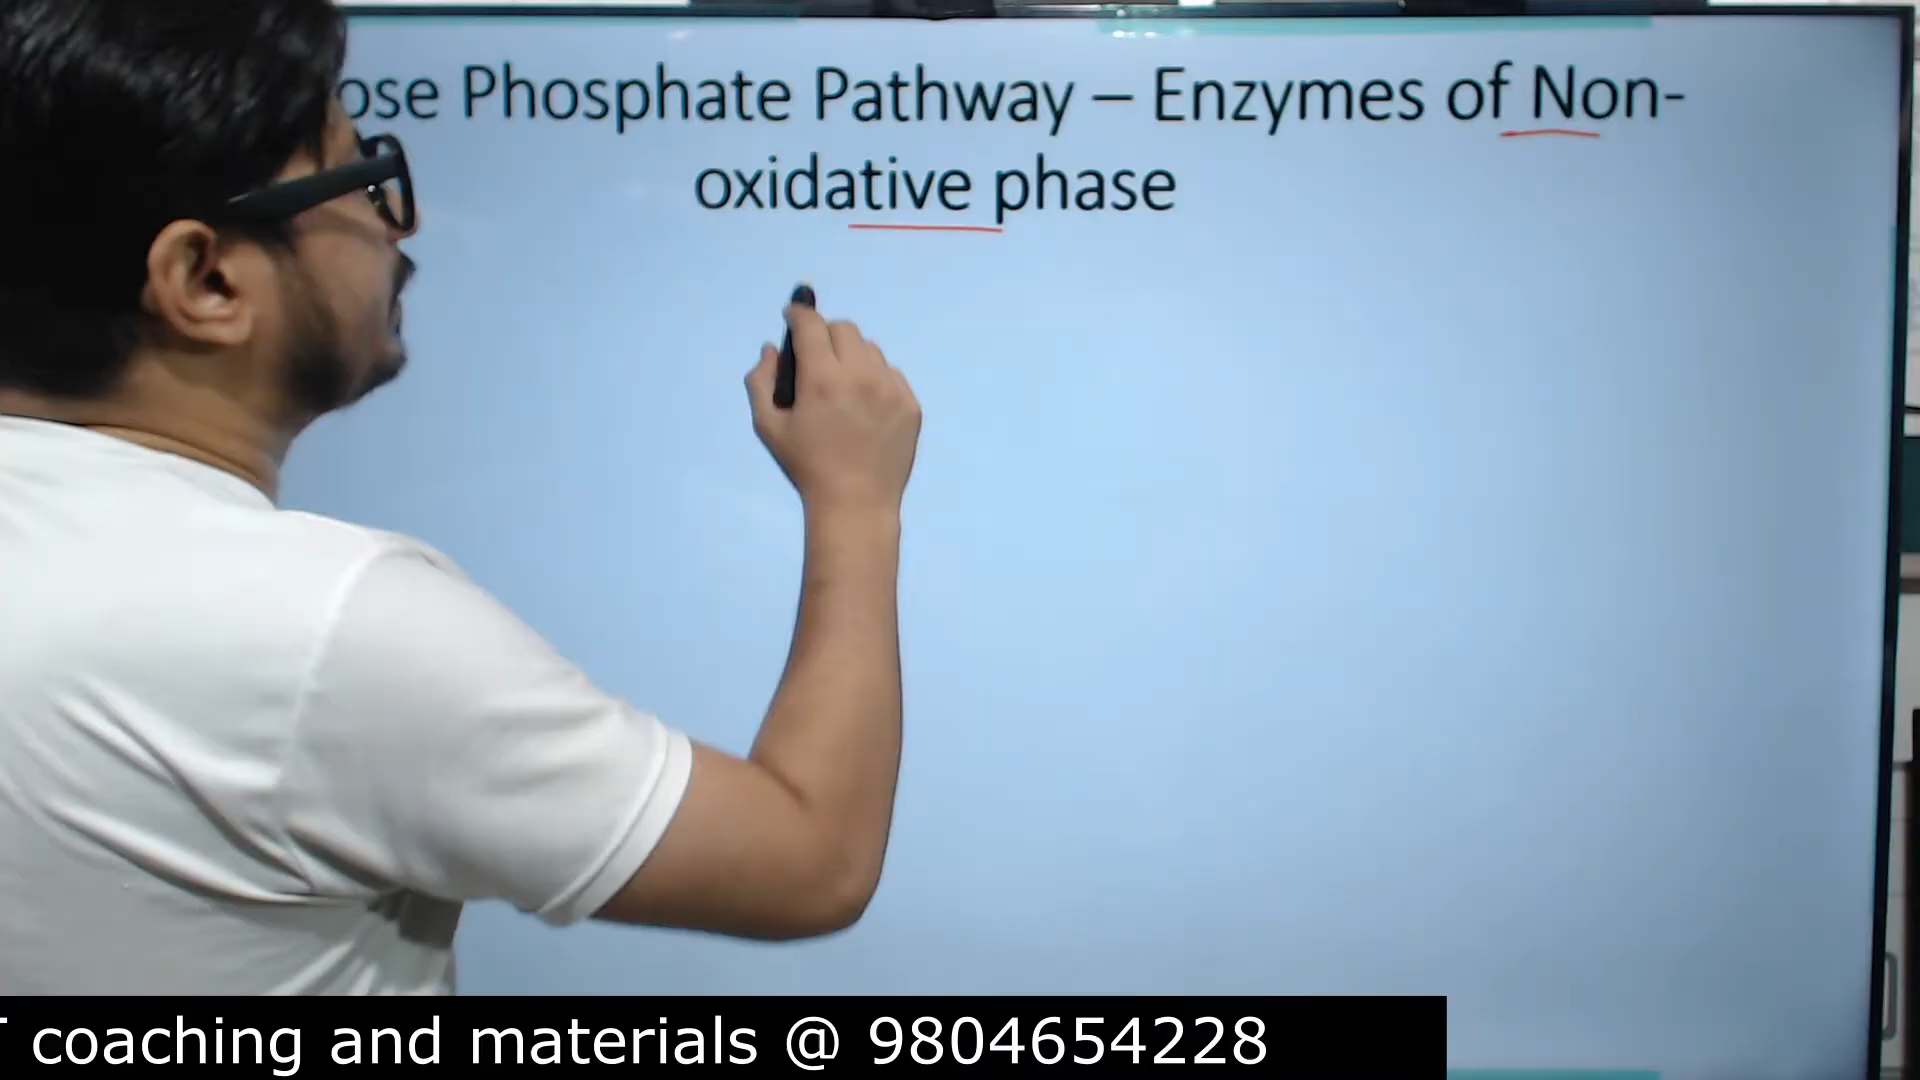 ose Phosphate Pathway – Enzymes of Non-
oxidative phase
coaching and materials @ 9804654228